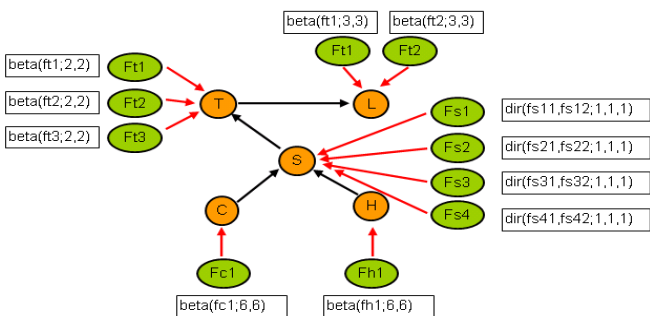 beta(ft1;3,3)
beta(ft2;3,3)
Ft1
Ft2
beta(ft1;2,2)
Ft1
beta(ft2;2,2)
Ft2
beta(ft3;2,2)
Ft3
T
L
Fs1
dir(fs11,fs12;1,1,1)
Fs2
dir(fs21,fs22;1,1,1)
Fs3
dir(fs31,fs32;1,1,1)
Fs4
dir(fs41,fs42;1,1,1)
S
C
H
Fc1
Fh1
beta(fc1;6,6)
beta(fh1;6,6)